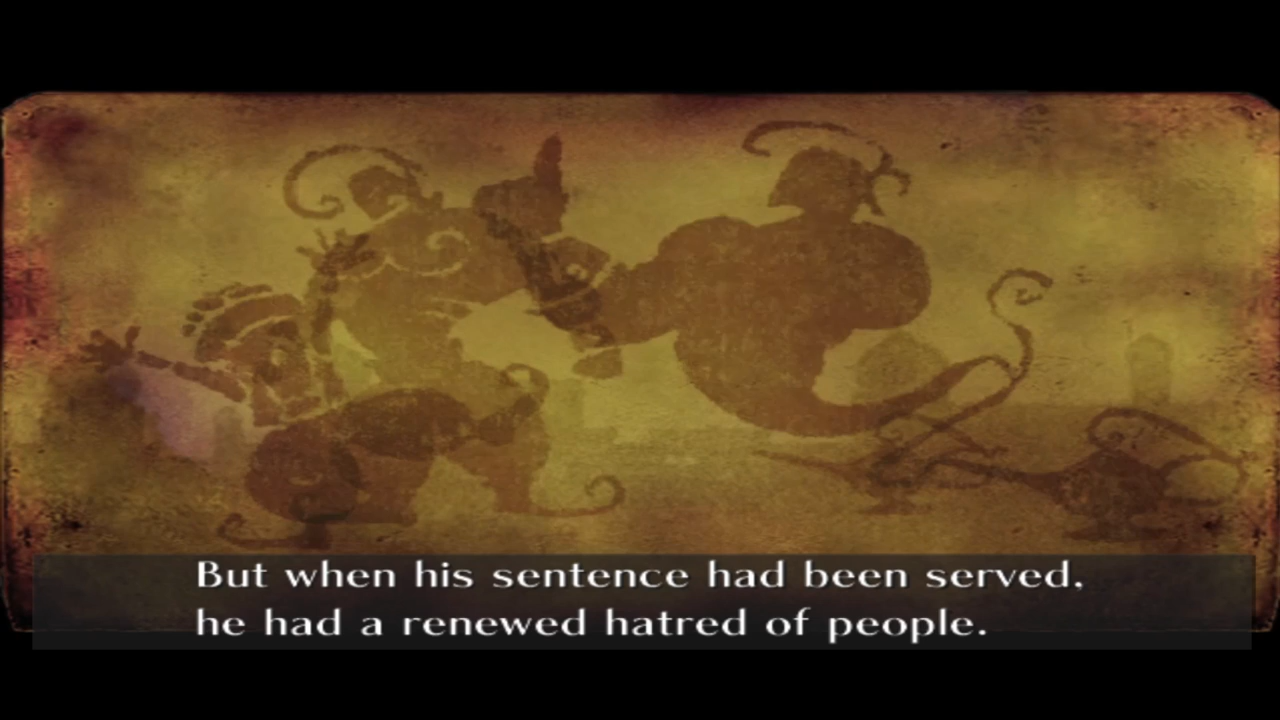 But when his sentence had been served,
he had a renewed hatred of people.